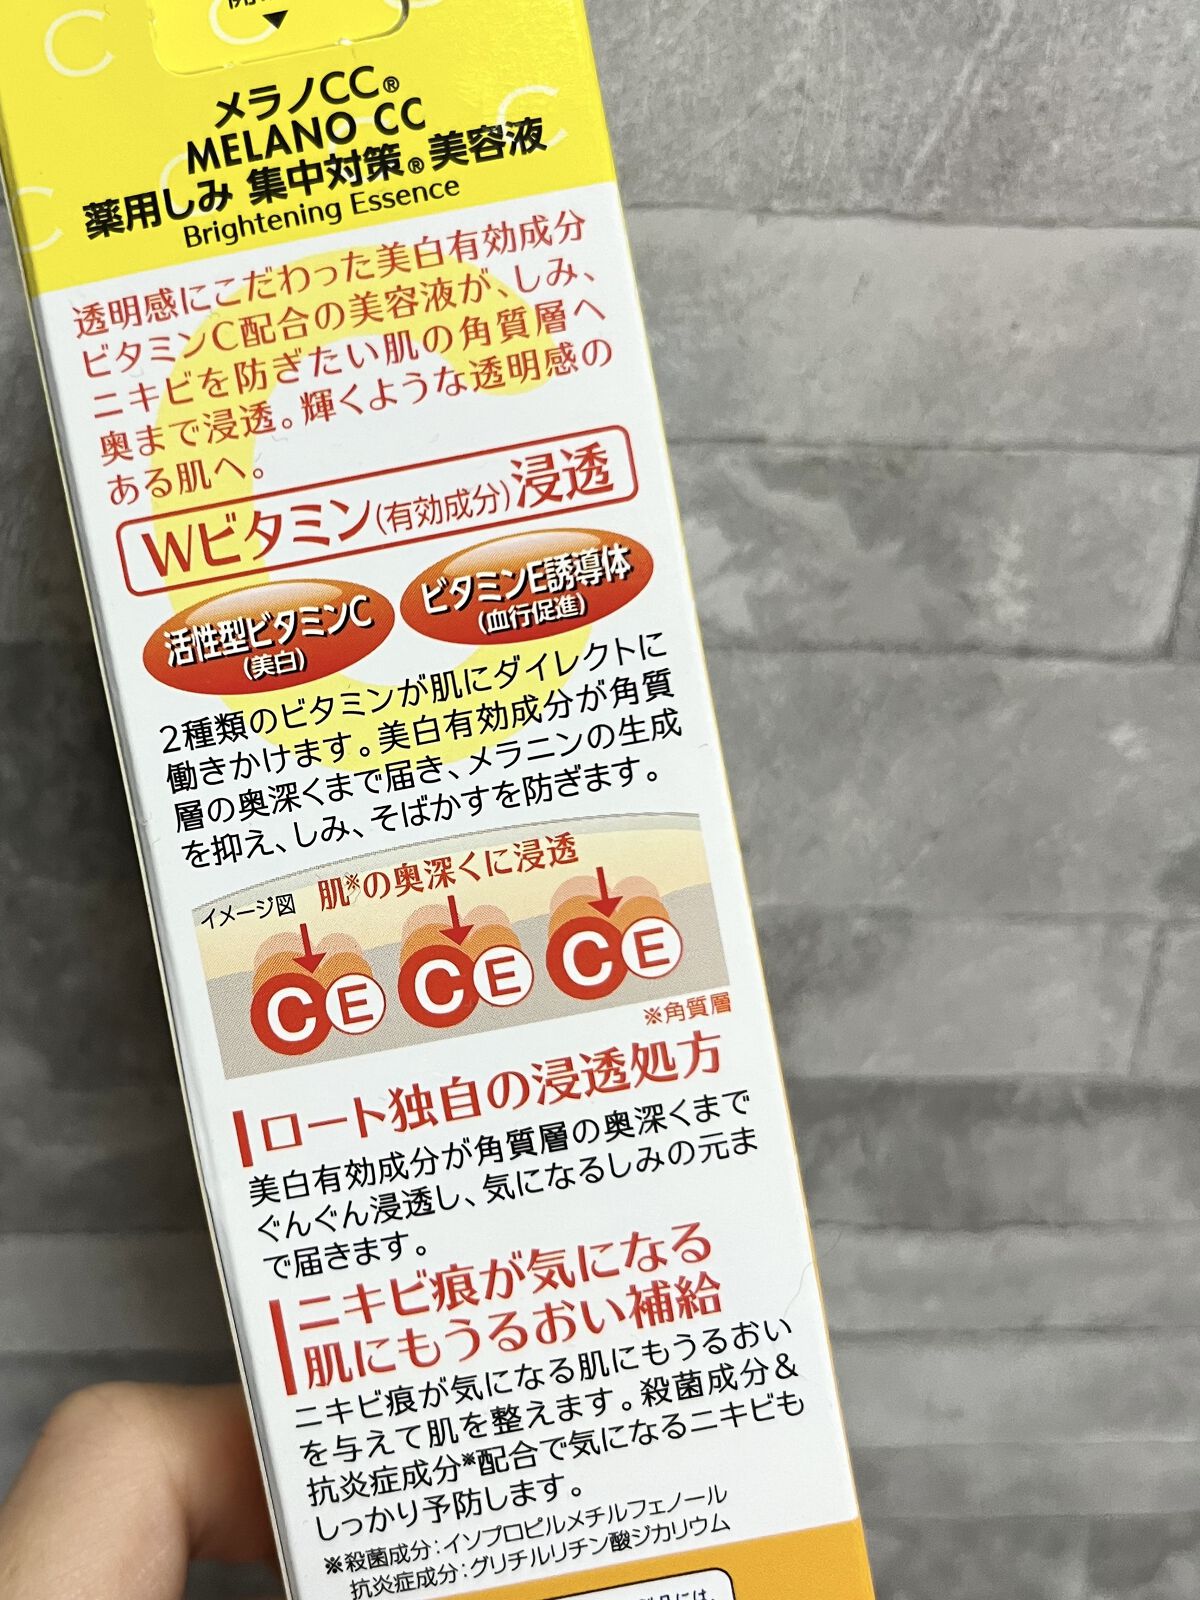 メラノCC®
MELANO CC
薬用しみ 集中対策®美容液
Brightening Essence
透明感にこだわった美白有効成分
ビタミンC配合の美容液が、しみ、
ニキビを防ぎたい肌の角質層へ
奥まで浸透。輝くような透明感の
ある肌へ。
Wビタミン(有効成分)浸透
活性型ビタミンC
(美白)
ビタミンE誘導体
(血行促進)
2種類のビタミンが肌にダイレクトに
働きかけます。美白有効成分が角質
層の奥深くまで届き、メラニンの生成
を抑え、しみ、そばかすを防ぎます。
イメージ図 肌※の奥深くに浸透
C E C E C E
※角質層
ロート独自の浸透処方
美白有効成分が角質層の奥深くまで
ぐんぐん浸透し、気になるしみの元ま
で届きます。
ニキビ痕が気になる
肌にもうるおい補給
ニキビ痕が気になる肌にもうるおい
を与えて肌を整えます。殺菌成分&
抗炎症成分※配合で気になるニキビも
しっかり予防します。
※殺菌成分:イソプロピルメチルフェノール
抗炎症成分:グリチルリチン酸ジカリウム